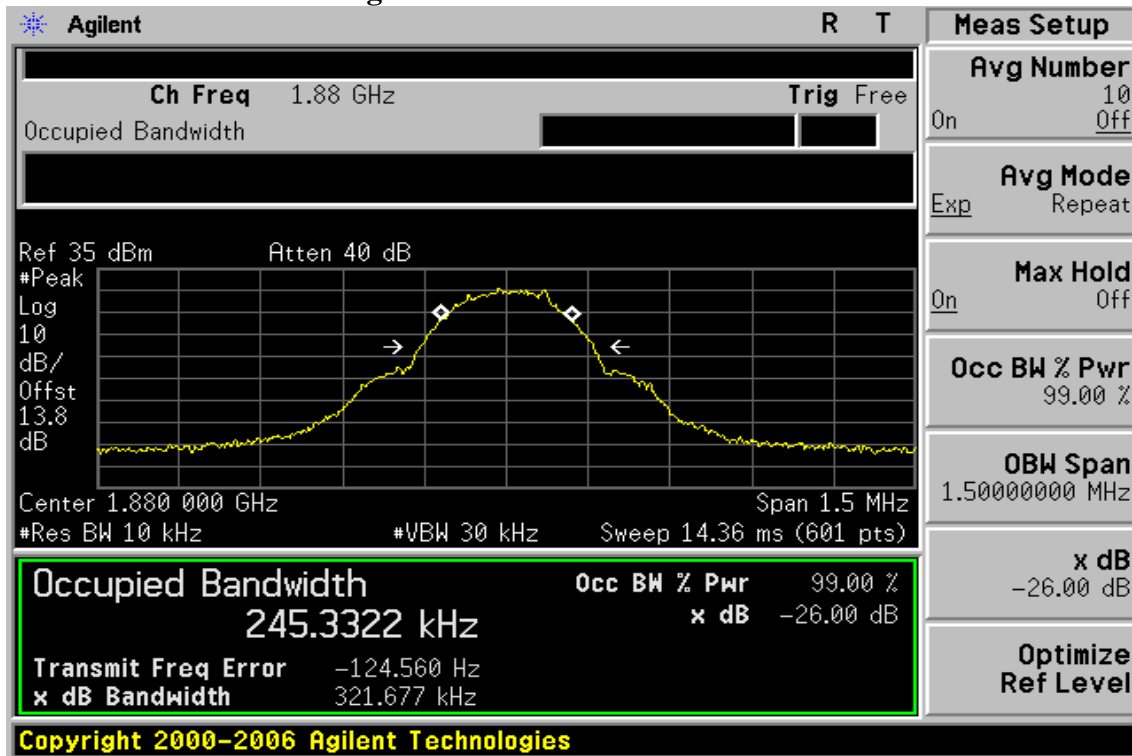 Agilent R T
Meas Setup
Ch Freq 1.88 GHz Trig Free
Occupied Bandwidth
Ref 35 dBm Atten 40 dB
#Peak
Log
10
dB/
Offst
13.8
dB
Center 1.880 000 GHz Span 1.5 MHz
#Res BW 10 kHz #VBW 30 kHz Sweep 14.36 ms (601 pts)
Occupied Bandwidth Occ BW % Pwr 99.00 %
245.3322 kHz x dB -26.00 dB
Transmit Freq Error -124.560 Hz
x dB Bandwidth 321.677 kHz
Avg Number
10
On Off
Avg Mode
Exp Repeat
Max Hold
On Off
Occ BW % Pwr
99.00 %
OBW Span
1.50000000 MHz
x dB
-26.00 dB
Optimize
Ref Level
Copyright 2000-2006 Agilent Technologies